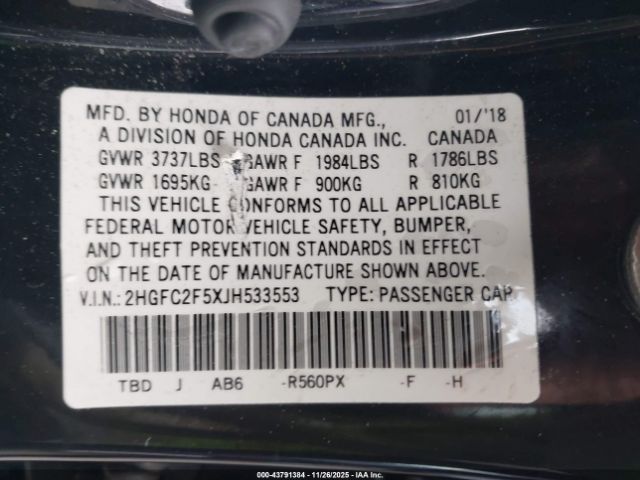 MFD. BY HONDA OF CANADA MFG., 01/'18
A DIVISION OF HONDA CANADA INC. CANADA
GVWR 3737LBS GAWR F 1984LBS R 1786LBS
GVWR 1695KG GAWR F 900KG R 810KG
THIS VEHICLE CONFORMS TO ALL APPLICABLE
FEDERAL MOTOR VEHICLE SAFETY, BUMPER,
AND THEFT PREVENTION STANDARDS IN EFFECT
ON THE DATE OF MANUFACTURE SHOWN ABOVE.
V.I.N.: 2HGFC2F5XJH533553 TYPE: PASSENGER CAR
TBD J AB6 -R560PX -F -H
000-43791384 | 11/26/2025 | IAA Inc.